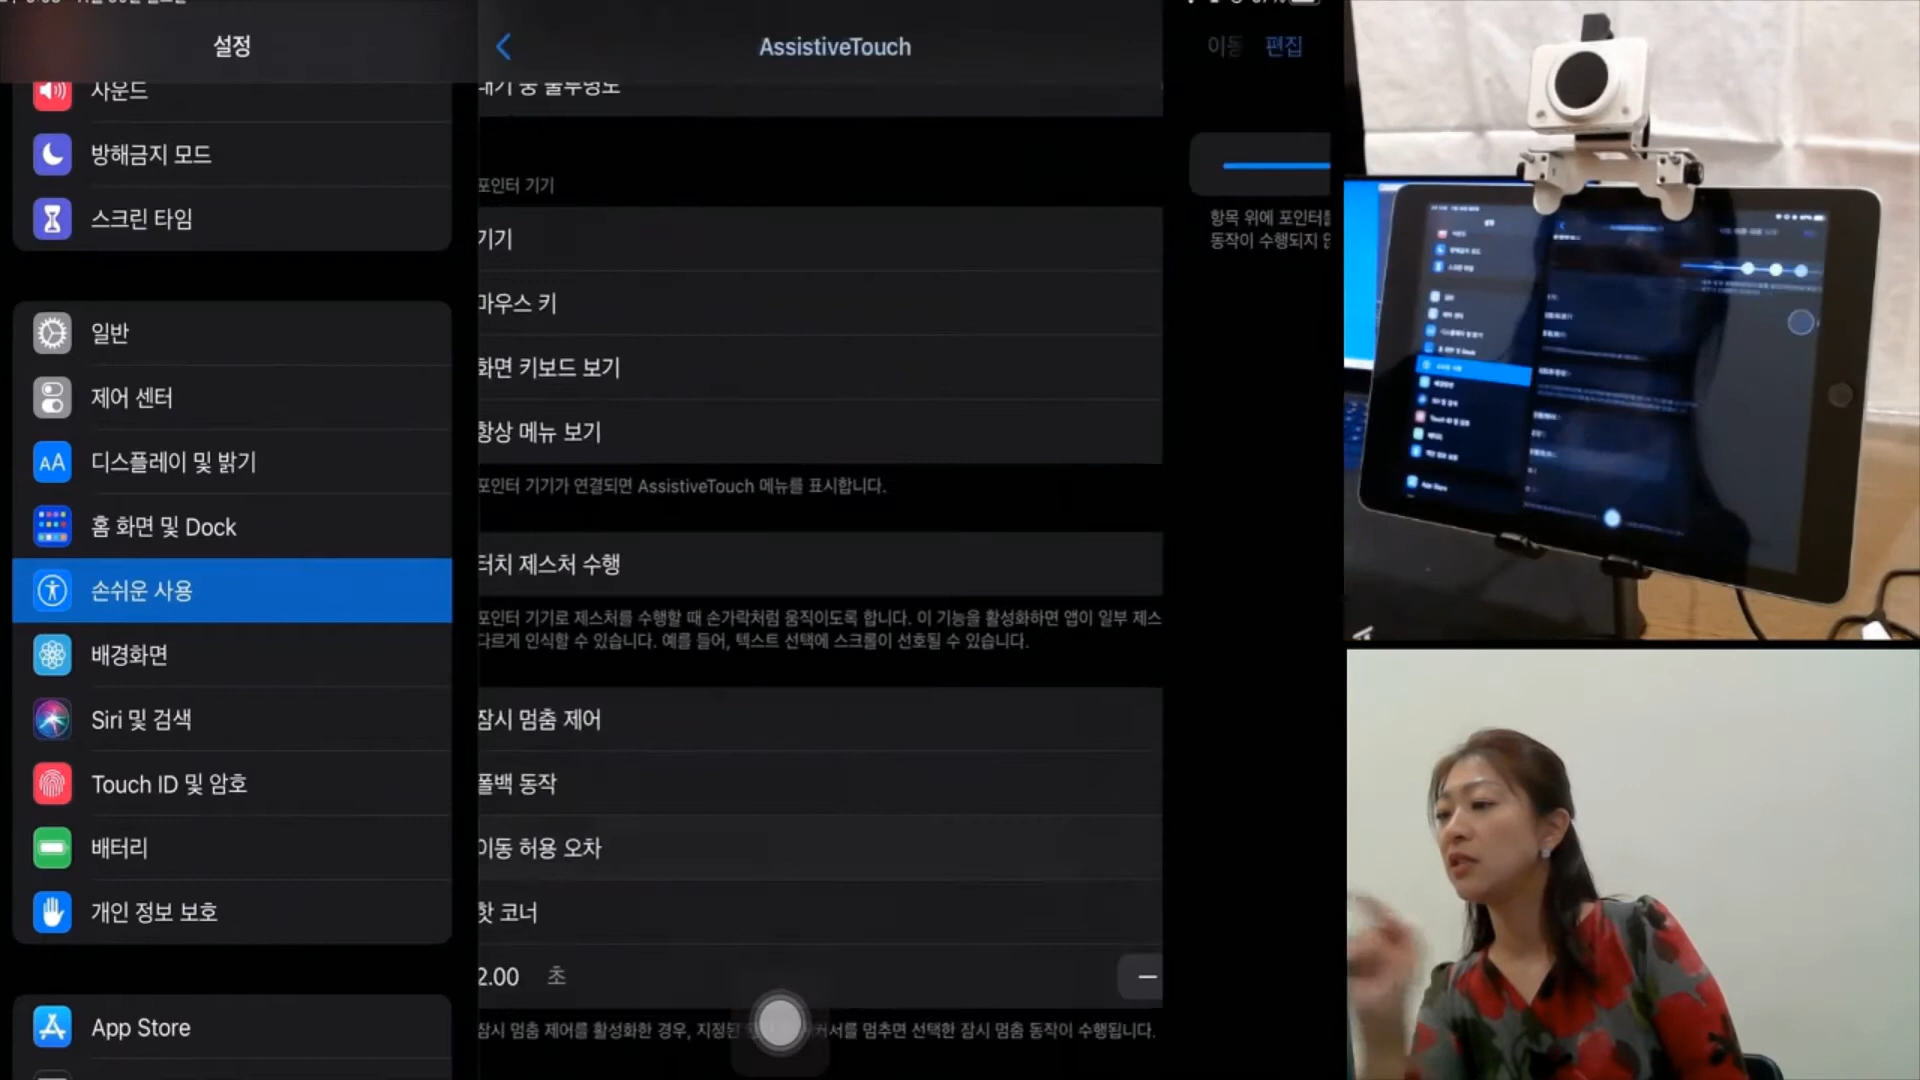 설정
사운드
방해금지 모드
스크린 타임
일반
제어 센터
디스플레이 및 밝기
홈 화면 및 Dock
손쉬운 사용
배경화면
Siri 및 검색
Touch ID 및 암호
배터리
개인 정보 보호
App Store
AssistiveTouch
이동 편집
포인터 기기
기기
마우스 키
화면 키보드 보기
항상 메뉴 보기
포인터 기기가 연결되면 AssistiveTouch 메뉴를 표시합니다.
터치 제스처 수행
포인터 기기로 제스처를 수행할 때 손가락처럼 움직이도록 합니다. 이 기능을 활성화하면 앱이 일부 제스
다르게 인식할 수 있습니다. 예를 들어, 텍스트 선택에 스크롤이 선호될 수 있습니다.
잠시 멈춤 제어
폴백 동작
이동 허용 오차
핫 코너
2.00 초
잠시 멈춤 제어를 활성화한 경우, 지정된 커서를 멈추면 선택한 잠시 멈춤 동작이 수행됩니다.
항목 위에 포인터를
동작이 수행되지